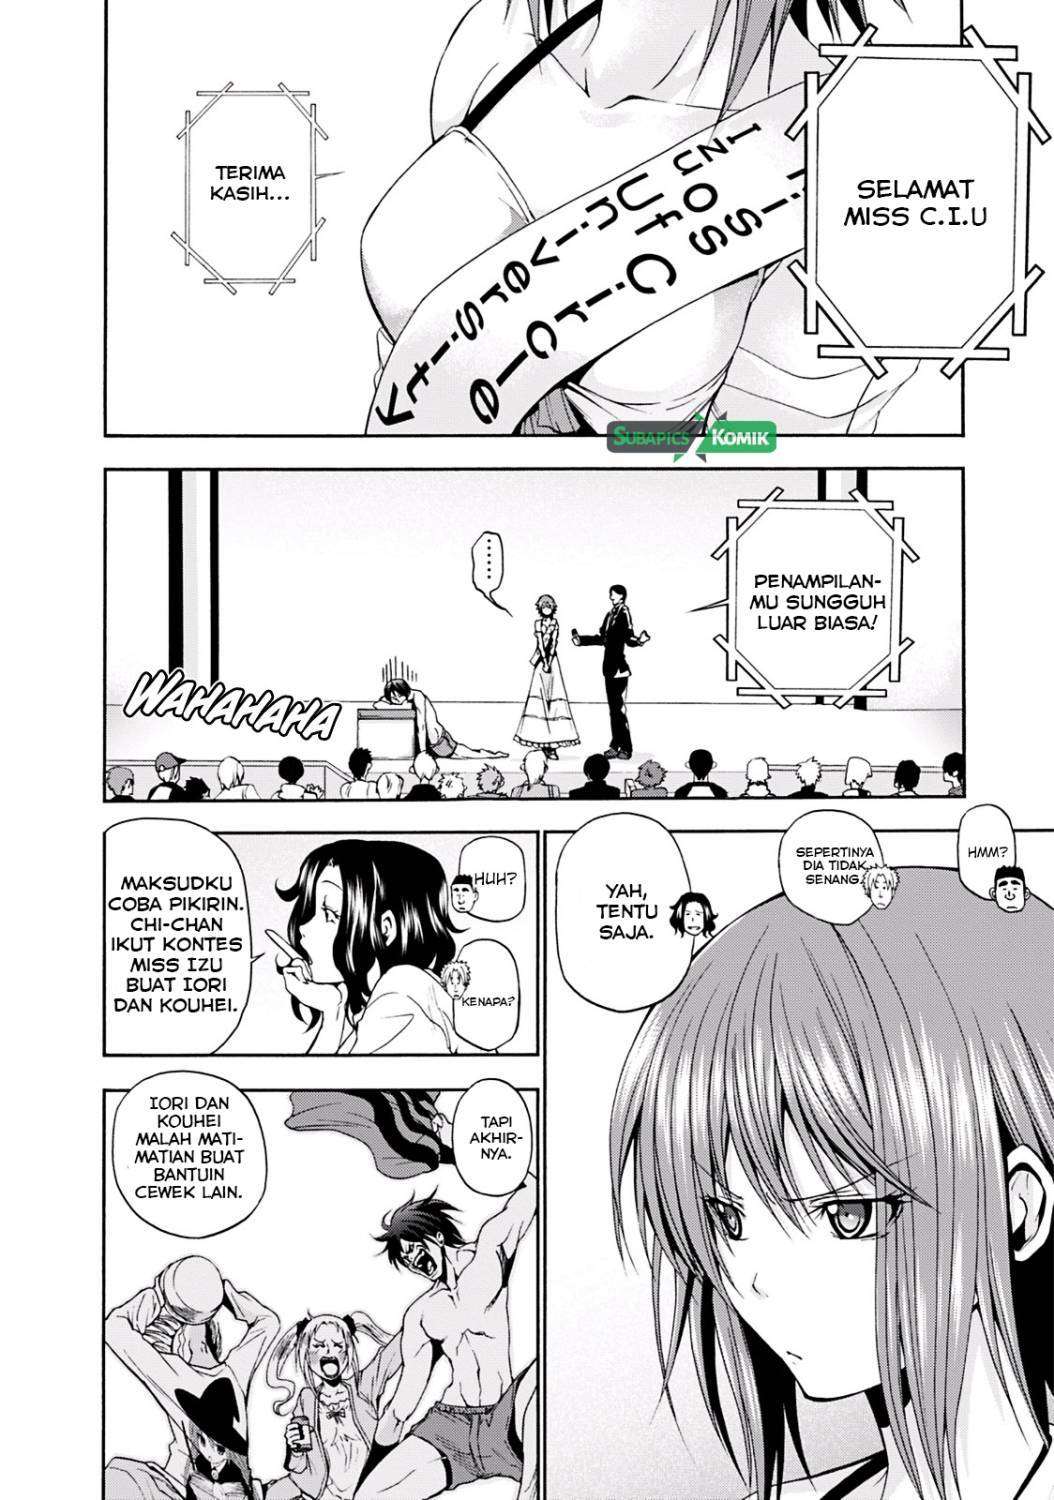 SELAMAT
MISS C.I.U
TERIMA
KASIH...
Izu
Circle
University
SUBAPICS KOMIK
PENAMPILAN-
MU SUNGGUH
LUAR BIASA!
......
WAHAHAHA
HMM?
SEPERTINYA
DIA TIDAK
SENANG.
YAH,
TENTU
SAJA.
HUH?
MAKSUDKU
COBA PIKIRIN.
CHI-CHAN
IKUT KONTES
MISS IZU
BUAT IORI
DAN KOUHEI.
KENAPA?
TAPI
AKHIR-
NYA.
IORI DAN
KOUHEI
MALAH MATI-
MATIAN BUAT
BANTUIN
CEWEK LAIN.